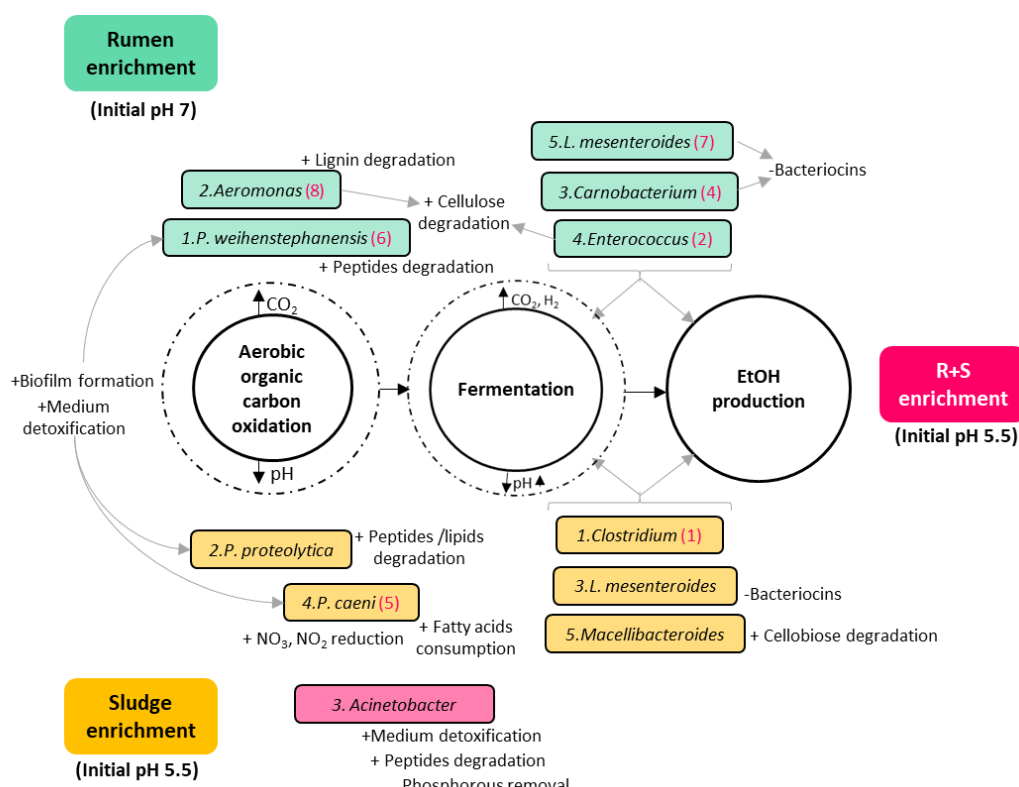 Rumen
enrichment
(Initial pH 7)
5.L. mesenteroides (7)
-Bacteriocins
+ Lignin degradation
2.Aeromonas (8)
3.Carnobacterium (4)
+ Cellulose
degradation
1.P. weihenstephanensis (6)
4.Enterococcus (2)
+ Peptides degradation
CO2
CO2, H2
Aerobic
organic
carbon
oxidation
Fermentation
EtOH
production
R+S
enrichment
(Initial pH 5.5)
+Biofilm formation
+Medium
detoxification
pH
pH
2.P. proteolytica
+ Peptides /lipids
degradation
1.Clostridium (1)
4.P. caeni (5)
3.L. mesenteroides
-Bacteriocins
+ NO3, NO2 reduction
+ Fatty acids
consumption
5.Macellibacteroides
+ Cellobiose degradation
Sludge
enrichment
(Initial pH 5.5)
3. Acinetobacter
+Medium detoxification
+ Peptides degradation
Phosphorous removal